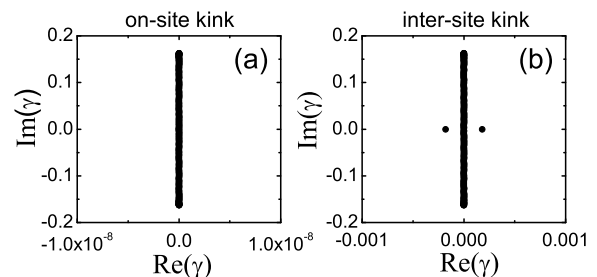 on-site kink
inter-site kink
0.2
0.1
0.0
-0.1
-0.2
Im(γ)
(a)
-1.0x10⁻⁸
0.0
1.0x10⁻⁸
Re(γ)
0.2
0.1
0.0
-0.1
-0.2
Im(γ)
(b)
-0.001
0.000
0.001
Re(γ)